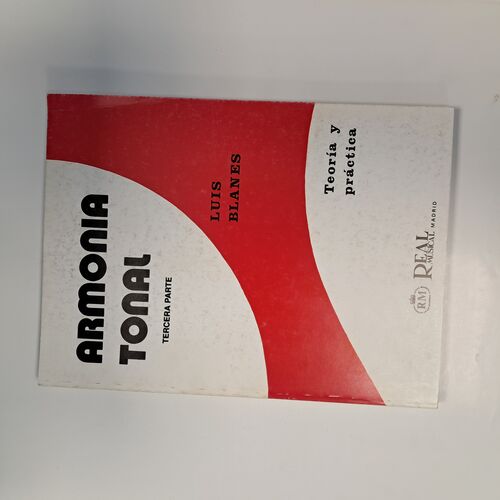 ARMONIA
TONAL
TERCERA PARTE
LUIS
BLANES
Teoría y
práctica
RM
REAL
MUSICAL MADRID